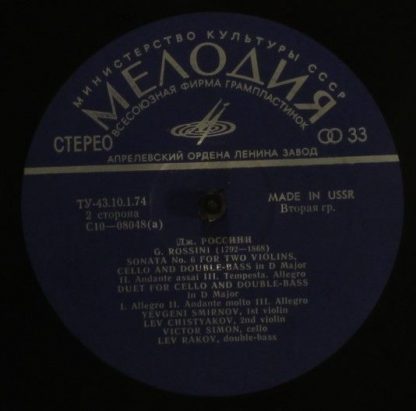 МИНИСТЕРСТВО КУЛЬТУРЫ СССР
МЕЛОДИЯ
ВСЕСОЮЗНАЯ ФИРМА ГРАМПЛАСТИНОК
СТЕРЕО 33
АПРЕЛЕВСКИЙ ОРДЕНА ЛЕНИНА ЗАВОД
ТУ-43.10.1.74 MADE IN USSR
2 сторона Вторая гр.
С10—08048(а)
Дж. РОССИНИ
G. ROSSINI (1792—1868)
SONATA No. 6 FOR TWO VIOLINS,
CELLO AND DOUBLE-BASS in D Major
II. Andante assai III. Tempesta. Allegro
DUET FOR CELLO AND DOUBLE-BASS
in D Major
I. Allegro II. Andante molto III. Allegro
YEVGENI SMIRNOV, 1st violin
LEV CHISTYAKOV, 2nd violin
VICTOR SIMON, cello
LEV RAKOV, double-bass